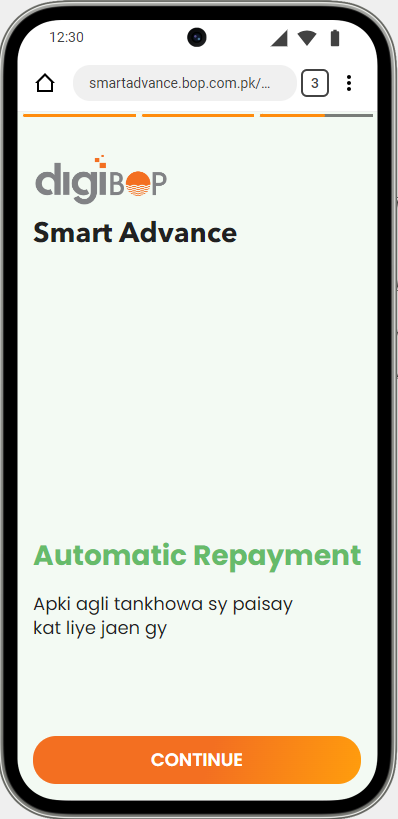 12:30
smartadvance.bop.com.pk/...
3
dıgiBOP
Smart Advance
Automatic Repayment
Apki agli tankhowa sy paisay
kat liye jaen gy
CONTINUE